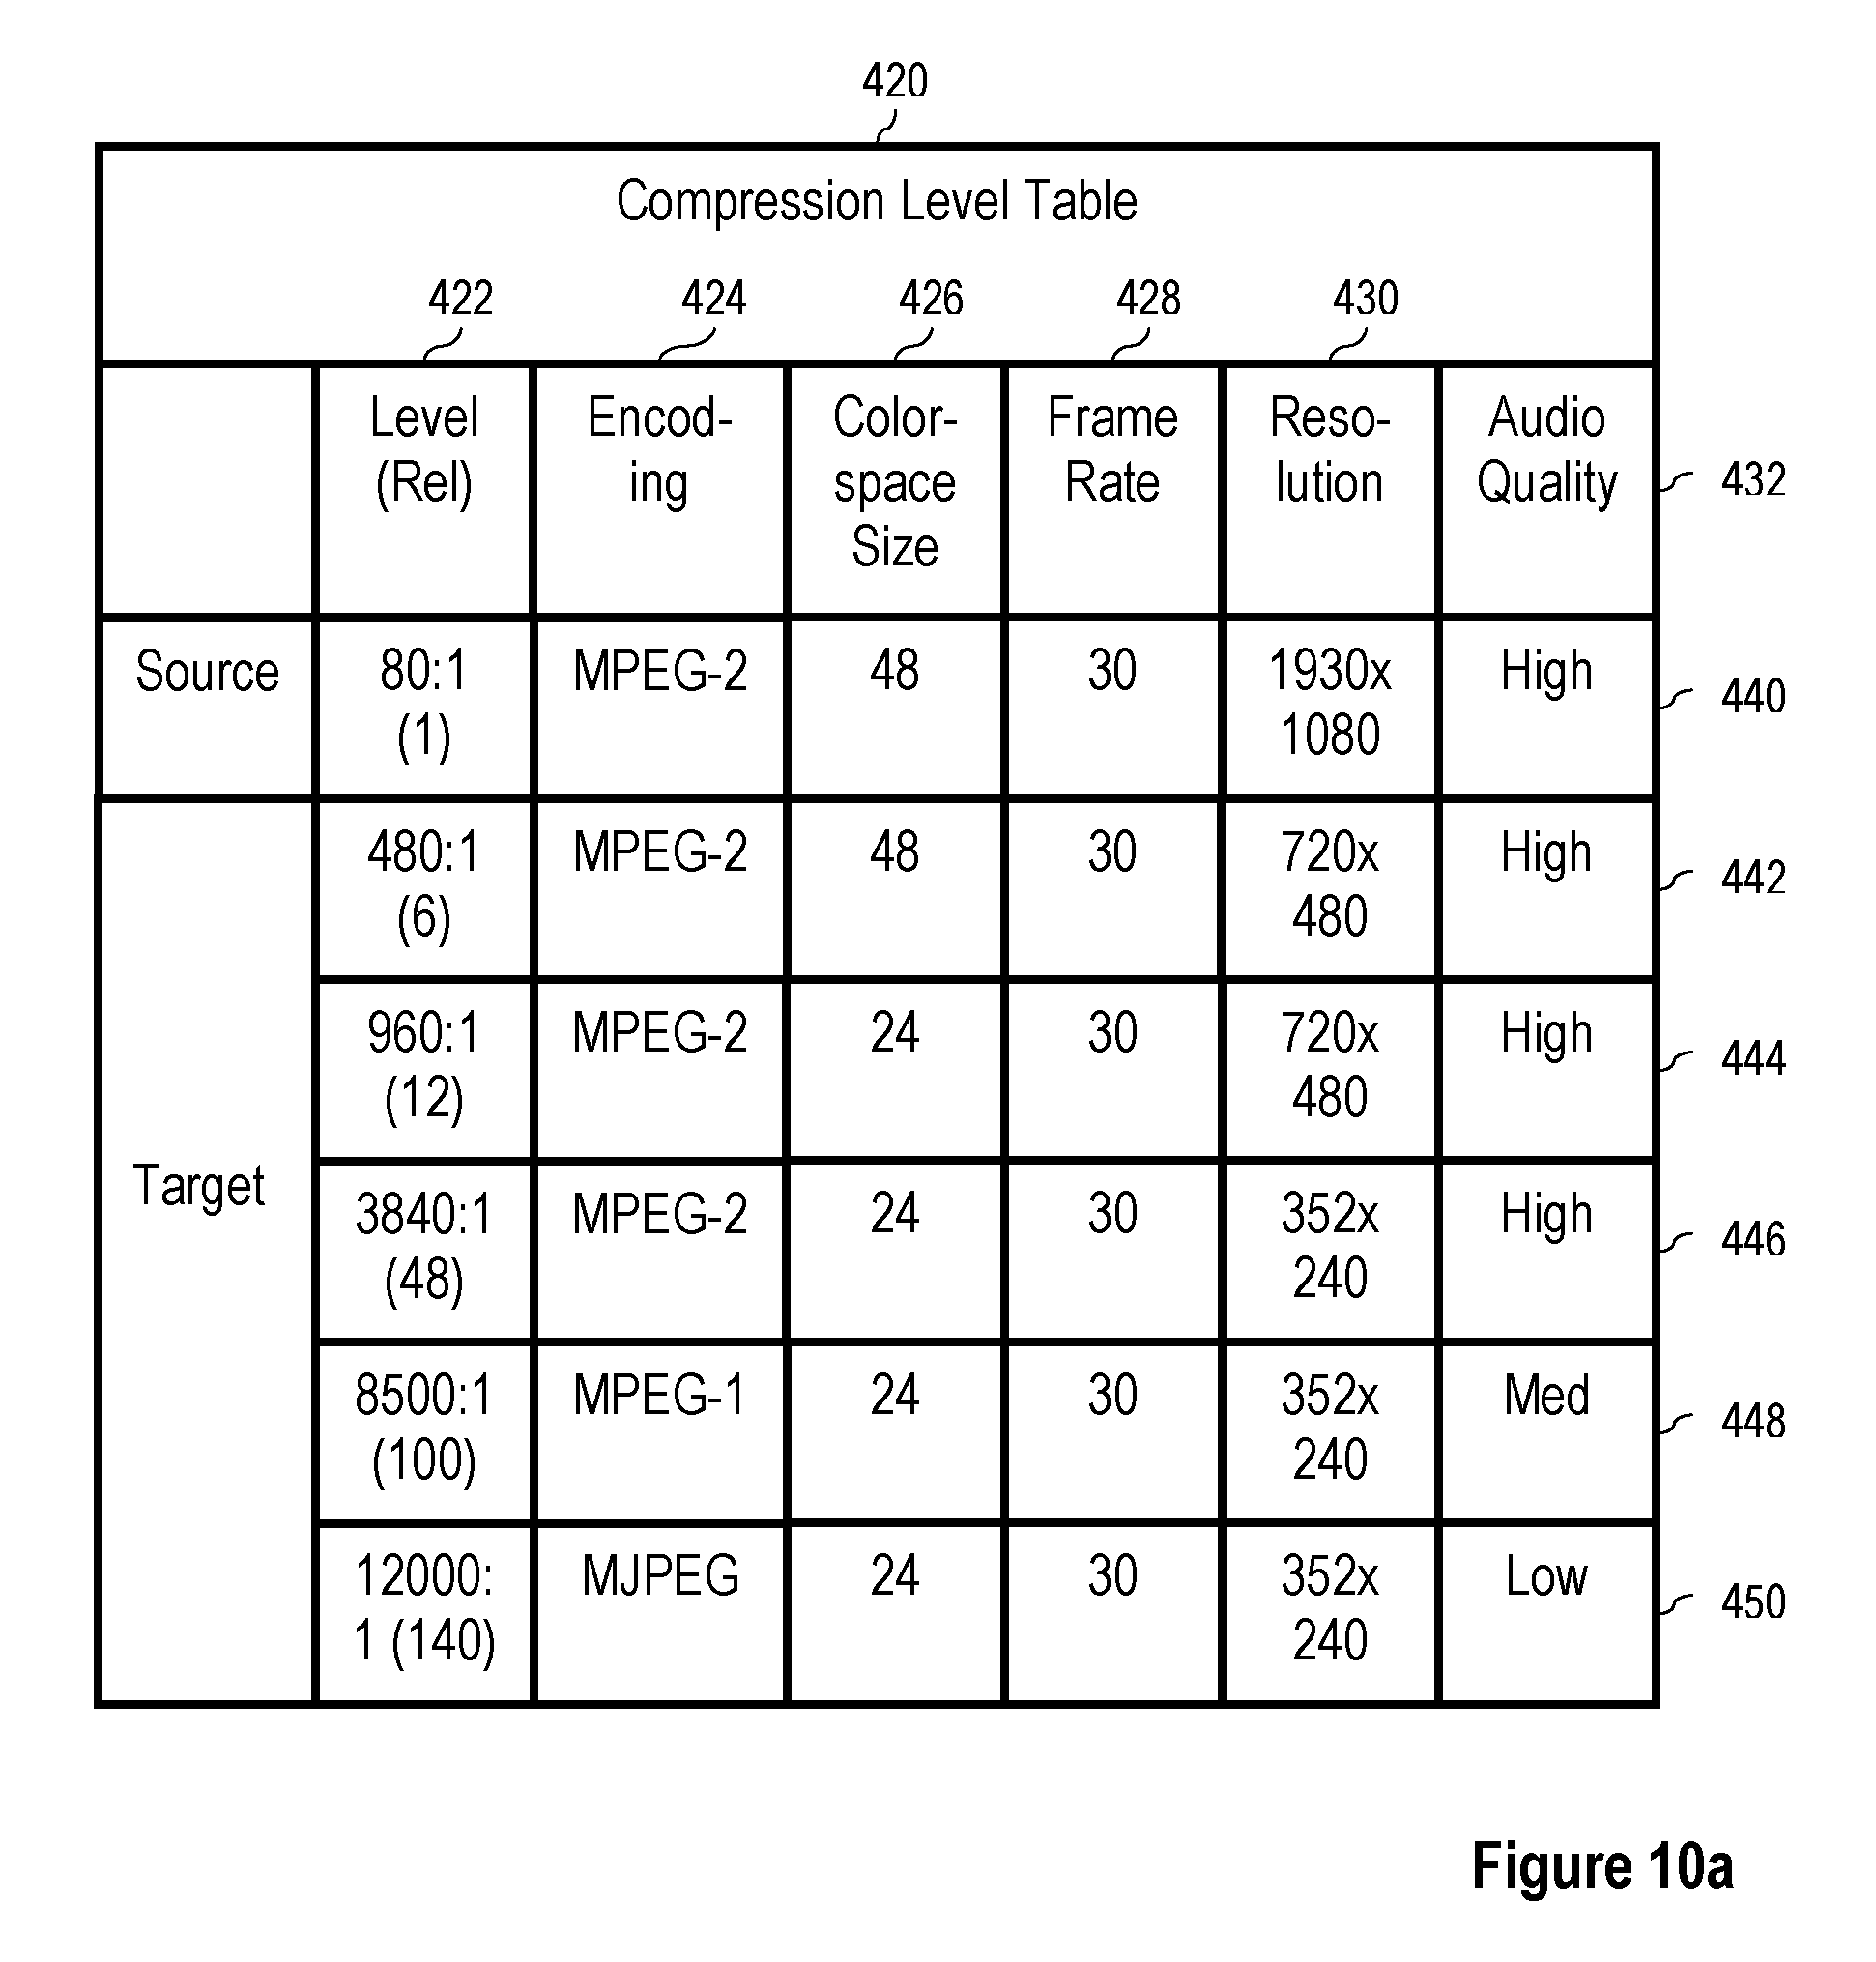 420
Compression Level Table
422 424 426 428 430
Level (Rel) Encod-ing Color-space Size Frame Rate Reso-lution Audio Quality 432
Source 80:1 (1) MPEG-2 48 30 1930x 1080 High 440
Target
480:1 (6) MPEG-2 48 30 720x 480 High 442
960:1 (12) MPEG-2 24 30 720x 480 High 444
3840:1 (48) MPEG-2 24 30 352x 240 High 446
8500:1 (100) MPEG-1 24 30 352x 240 Med 448
12000: 1 (140) MJPEG 24 30 352x 240 Low 450
Figure 10a